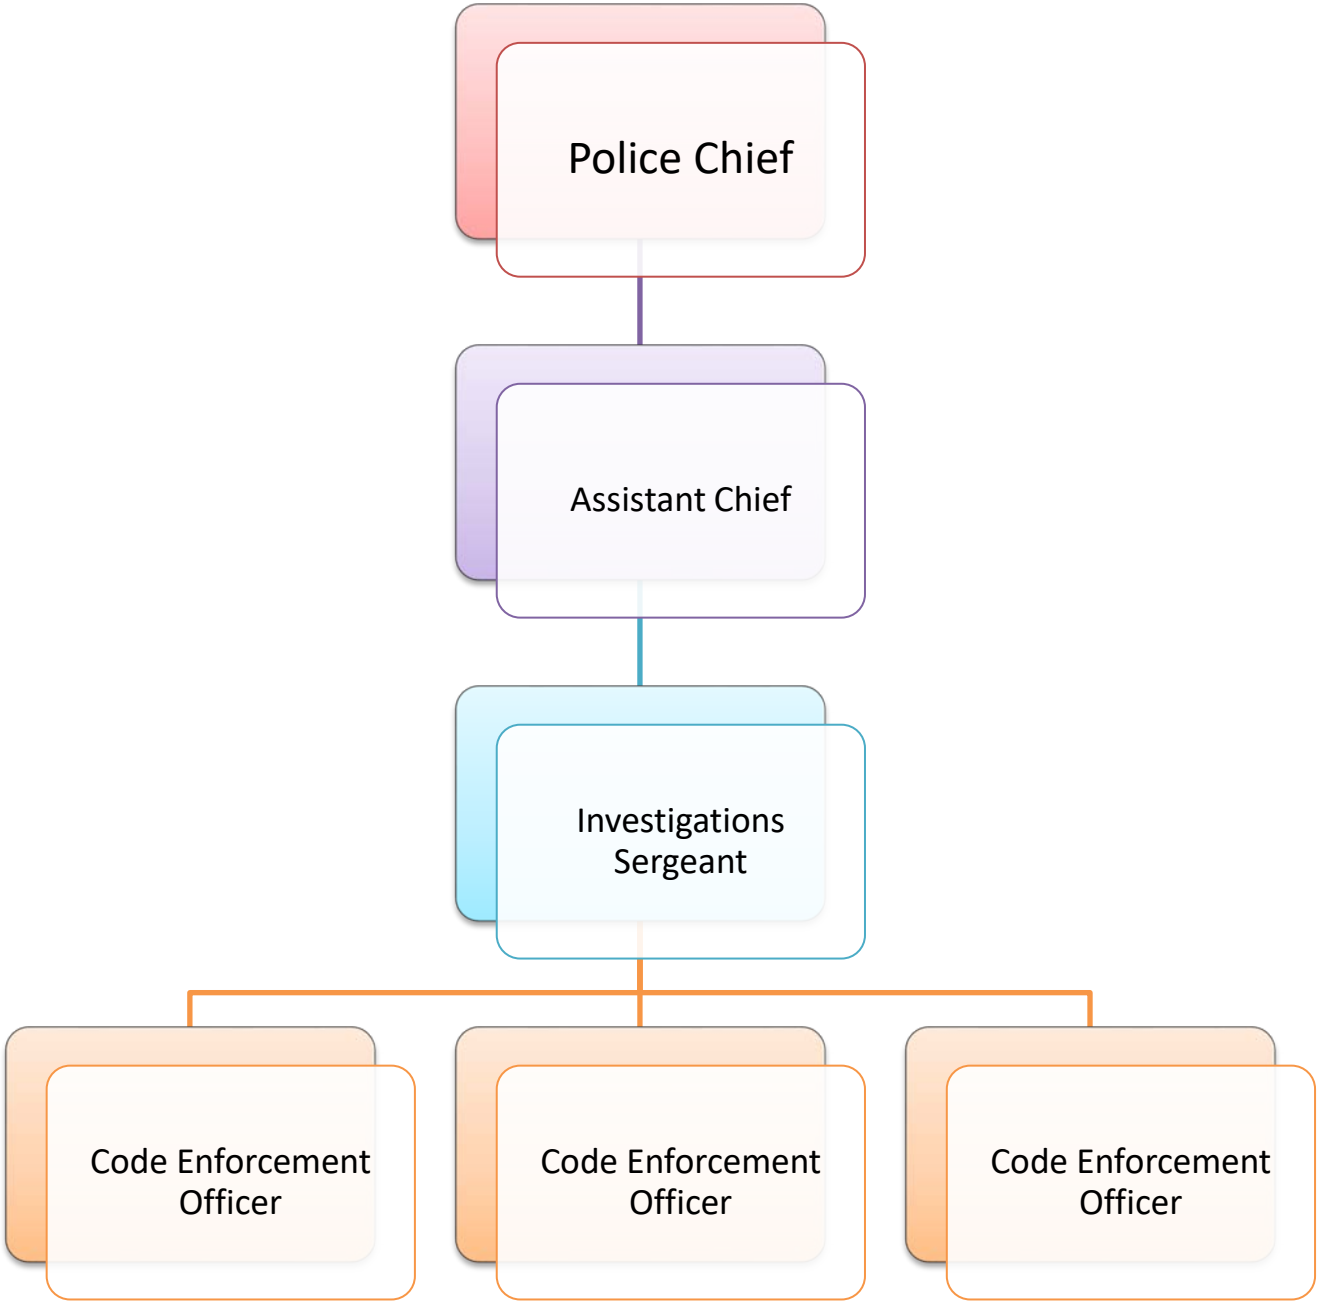 Police Chief
Assistant Chief
Investigations
Sergeant
Code Enforcement
Officer
Code Enforcement
Officer
Code Enforcement
Officer